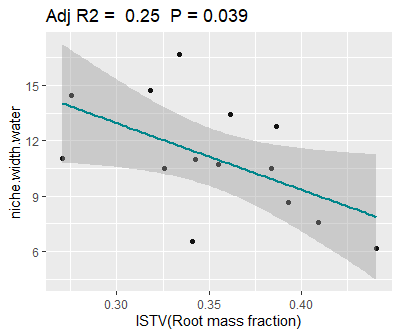 Adj R2 =  0.25  P = 0.039
niche.width.water
15
12
9
6
0.30 0.35 0.40
ISTV(Root mass fraction)